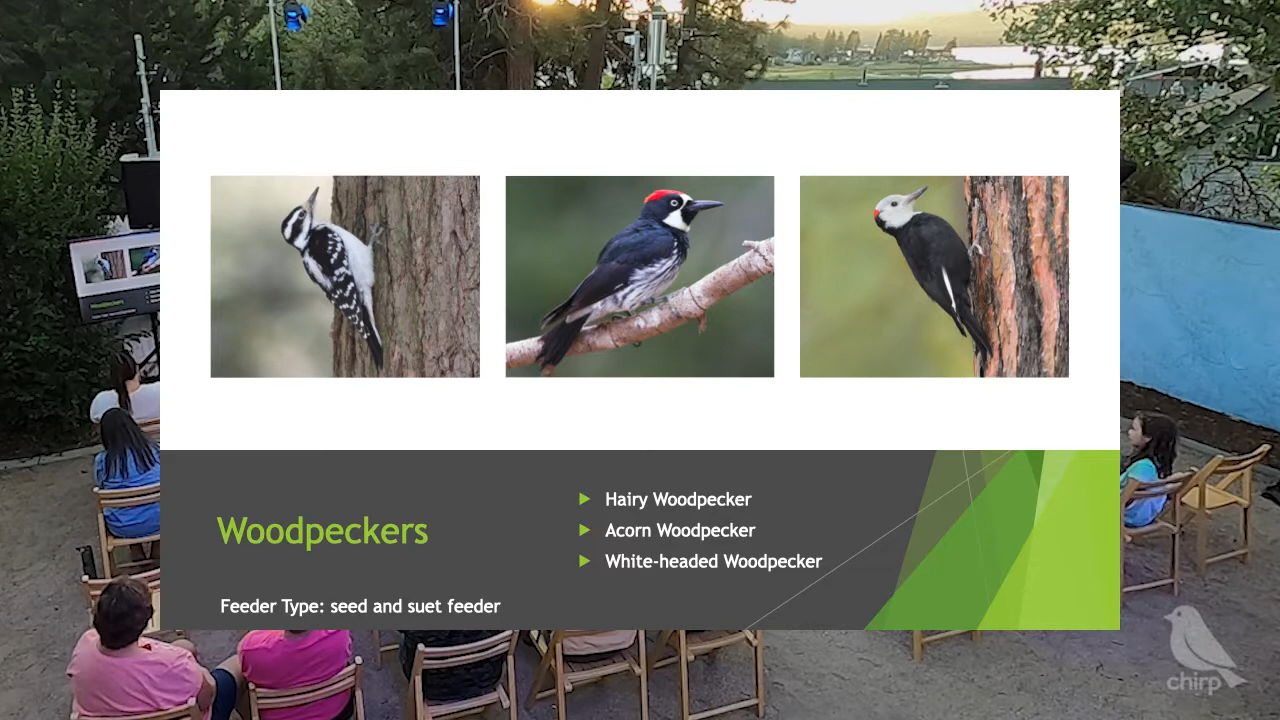 Woodpeckers
Feeder Type: seed and suet feeder
Hairy Woodpecker
Acorn Woodpecker
White-headed Woodpecker
chirp